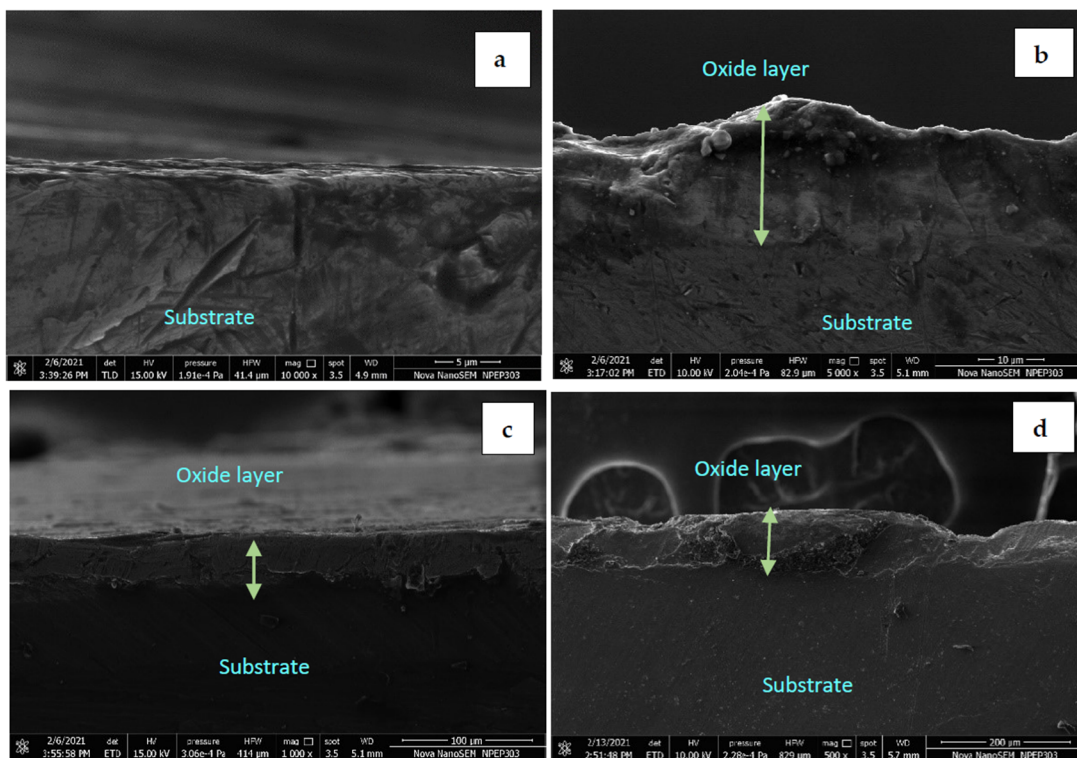 a
Substrate
2/6/2021 det HV pressure HFW mag spot WD 5 µm
3:39:26 PM TLD 15.00 kV 1.91e-4 Pa 41.4 µm 10 000 x 3.5 4.9 mm Nova NanoSEM NPEP303
b
Oxide layer
Substrate
2/6/2021 det HV pressure HFW mag spot WD 10 µm
3:17:02 PM ETD 10.00 kV 2.04e-4 Pa 82.9 µm 5 000 x 3.5 5.1 mm Nova NanoSEM NPEP303
c
Oxide layer
Substrate
2/6/2021 det HV pressure HFW mag spot WD 100 µm
3:55:58 PM ETD 15.00 kV 3.06e-4 Pa 414 µm 1 000 x 3.5 5.1 mm Nova NanoSEM NPEP303
d
Oxide layer
Substrate
2/13/2021 det HV pressure HFW mag spot WD 200 µm
2:51:48 PM ETD 10.00 kV 2.28e-4 Pa 829 µm 500 x 3.5 5.7 mm Nova NanoSEM NPEP303